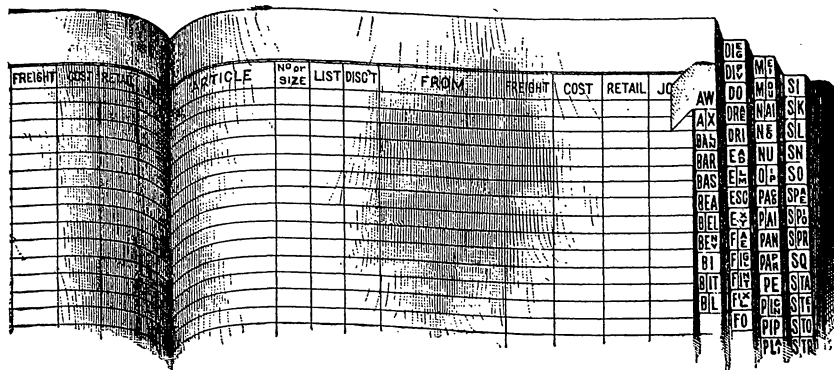 FREIGHT COST RETAIL ARTICLE No or SIZE LIST DISC'T FROM FREIGHT COST RETAIL JO
AW
AX
BAR
BAS
BEA
BEL
BI
BIT
BL
DO
DRE
DRI
ESC
FO
NAI
NU
PAI
PAN
PE
PIP
SI
SK
SL
SN
SO
SPR
SQ
STA
STO
STR